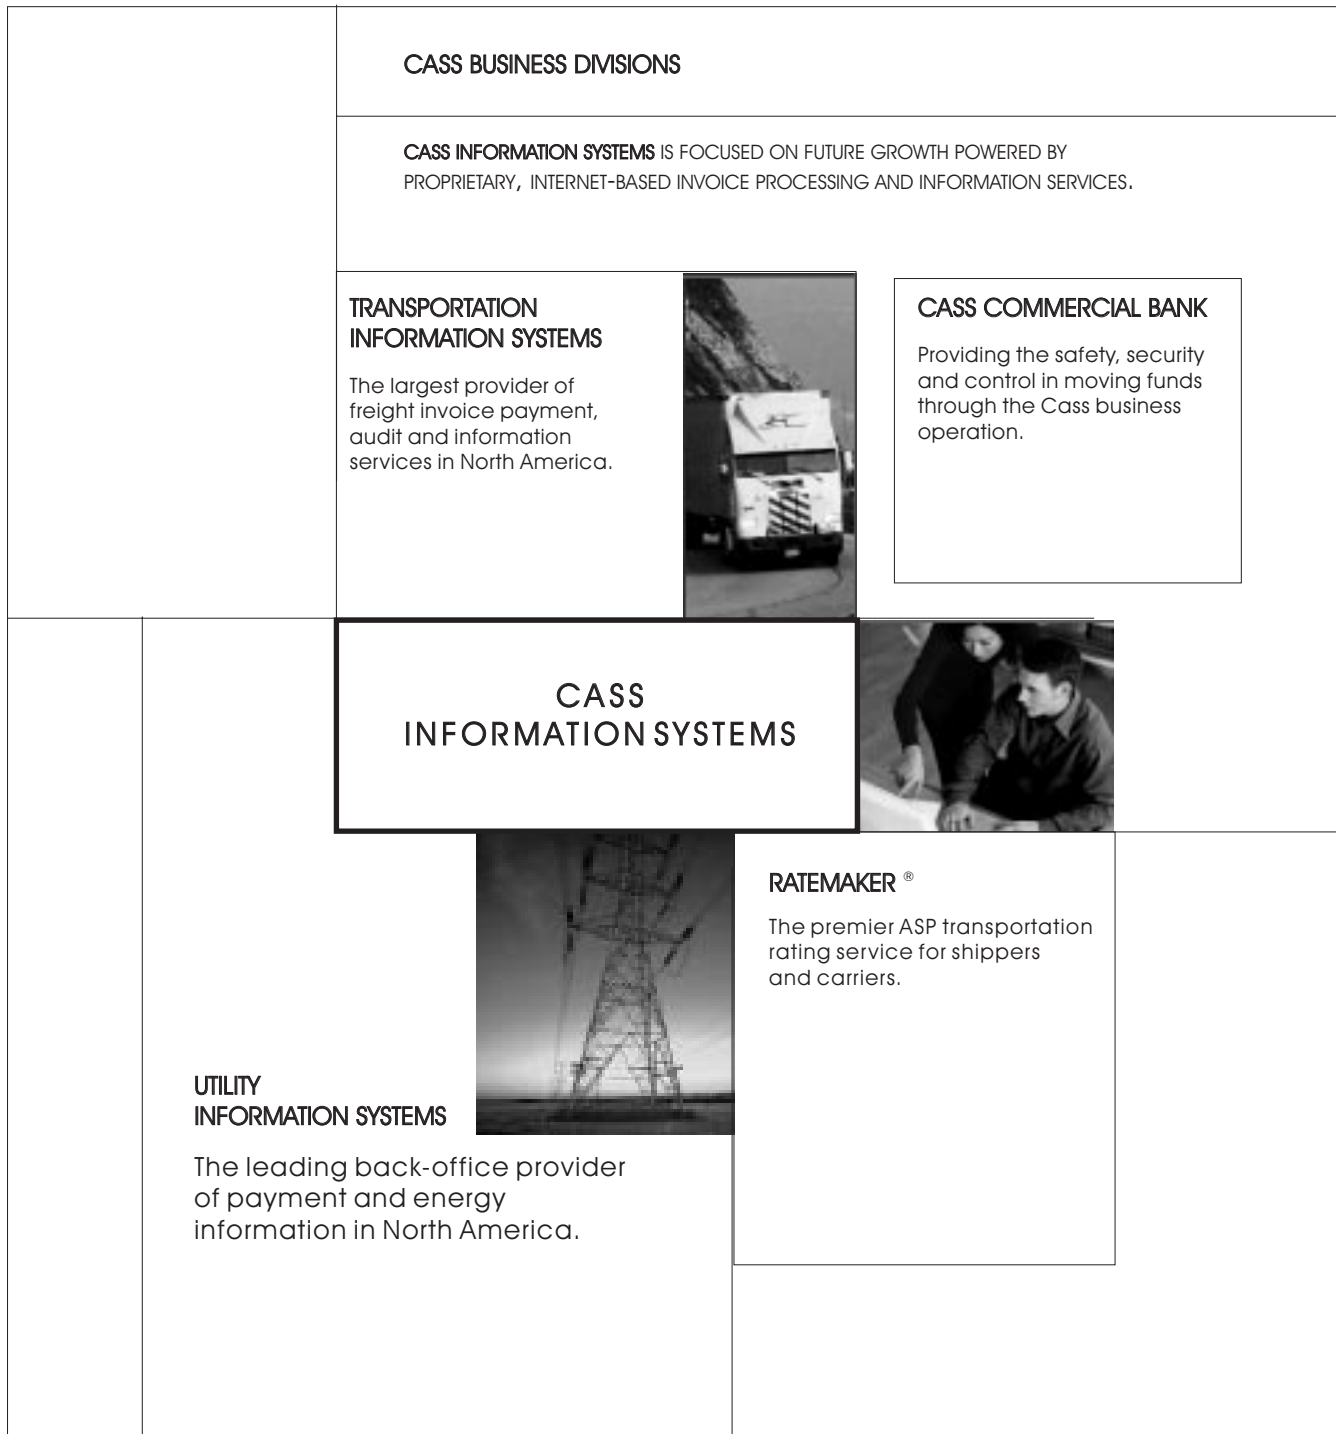 CASS BUSINESS DIVISIONS
CASS INFORMATION SYSTEMS IS FOCUSED ON FUTURE GROWTH POWERED BY
PROPRIETARY, INTERNET-BASED INVOICE PROCESSING AND INFORMATION SERVICES.
TRANSPORTATION
INFORMATION SYSTEMS
The largest provider of
freight invoice payment,
audit and information
services in North America.
CASS COMMERCIAL BANK
Providing the safety, security
and control in moving funds
through the Cass business
operation.
CASS
INFORMATION SYSTEMS
RATEMAKER ®
The premier ASP transportation
rating service for shippers
and carriers.
UTILITY
INFORMATION SYSTEMS
The leading back-office provider
of payment and energy
information in North America.